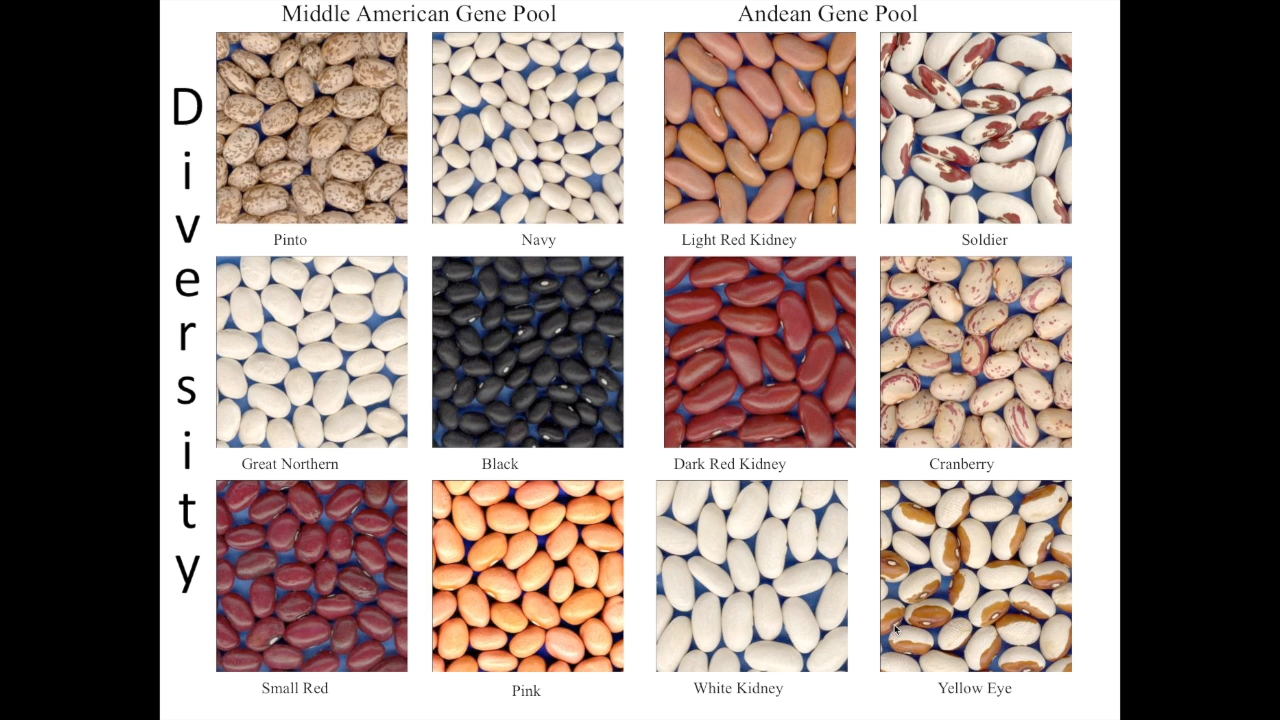 Middle American Gene Pool
Andean Gene Pool
Diversity
Pinto
Navy
Light Red Kidney
Soldier
Great Northern
Black
Dark Red Kidney
Cranberry
Small Red
Pink
White Kidney
Yellow Eye